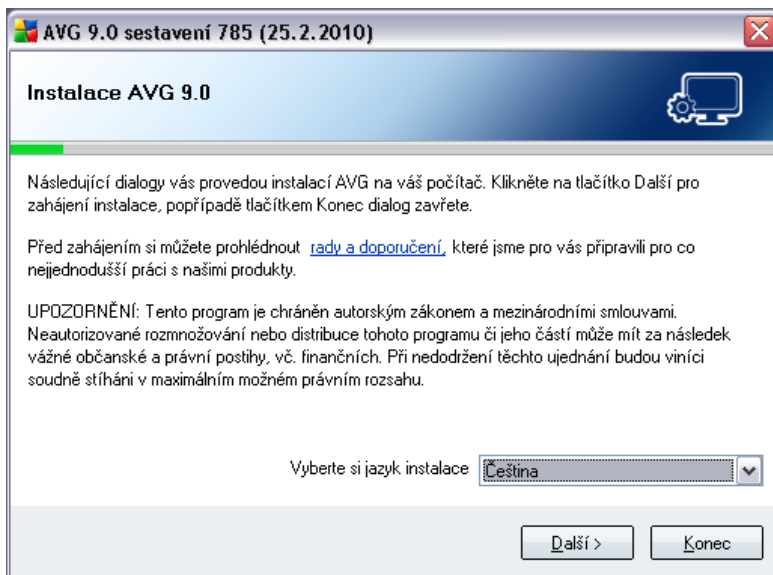 AVG 9.0 sestavení 785 (25.2.2010)
Instalace AVG 9.0
Následující dialogy vás provedou instalací AVG na váš počítač. Klikněte na tlačítko Další pro
zahájení instalace, popřípadě tlačítkem Konec dialog zavřete.
Před zahájením si můžete prohlédnout rady a doporučení, které jsme pro vás připravili pro co
nejjednodušší práci s našimi produkty.
UPOZORNĚNÍ: Tento program je chráněn autorským zákonem a mezinárodními smlouvami.
Neautorizované rozmnožování nebo distribuce tohoto programu či jeho částí může mít za následek
vážné občanské a právní postihy, vč. finančních. Při nedodržení těchto ujednání budou viníci
soudně stíháni v maximálním možném právním rozsahu.
Vyberte si jazyk instalace Čeština
Další > Konec